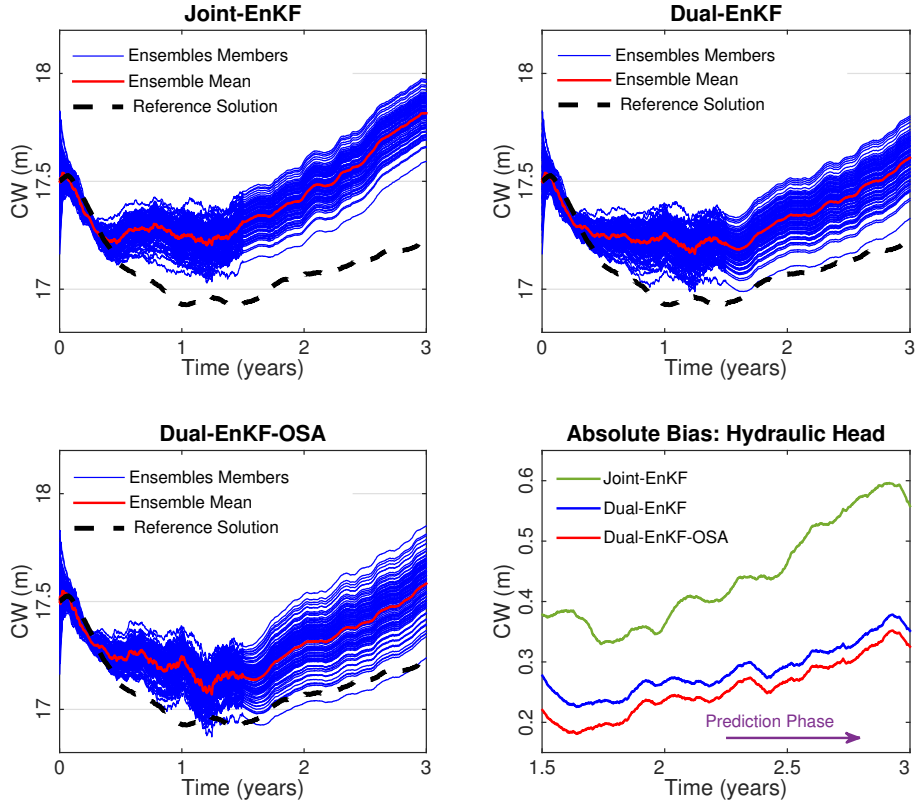 Joint-EnKF
Ensembles Members
Ensemble Mean
Reference Solution
CW (m)
18
17.5
17
0 1 2 3
Time (years)
Dual-EnKF
Ensembles Members
Ensemble Mean
Reference Solution
CW (m)
18
17.5
17
0 1 2 3
Time (years)
Dual-EnKF-OSA
Ensembles Members
Ensemble Mean
Reference Solution
CW (m)
18
17.5
17
0 1 2 3
Time (years)
Absolute Bias: Hydraulic Head
Joint-EnKF
Dual-EnKF
Dual-EnKF-OSA
CW (m)
0.6
0.5
0.4
0.3
0.2
Prediction Phase
1.5 2 2.5 3
Time (years)